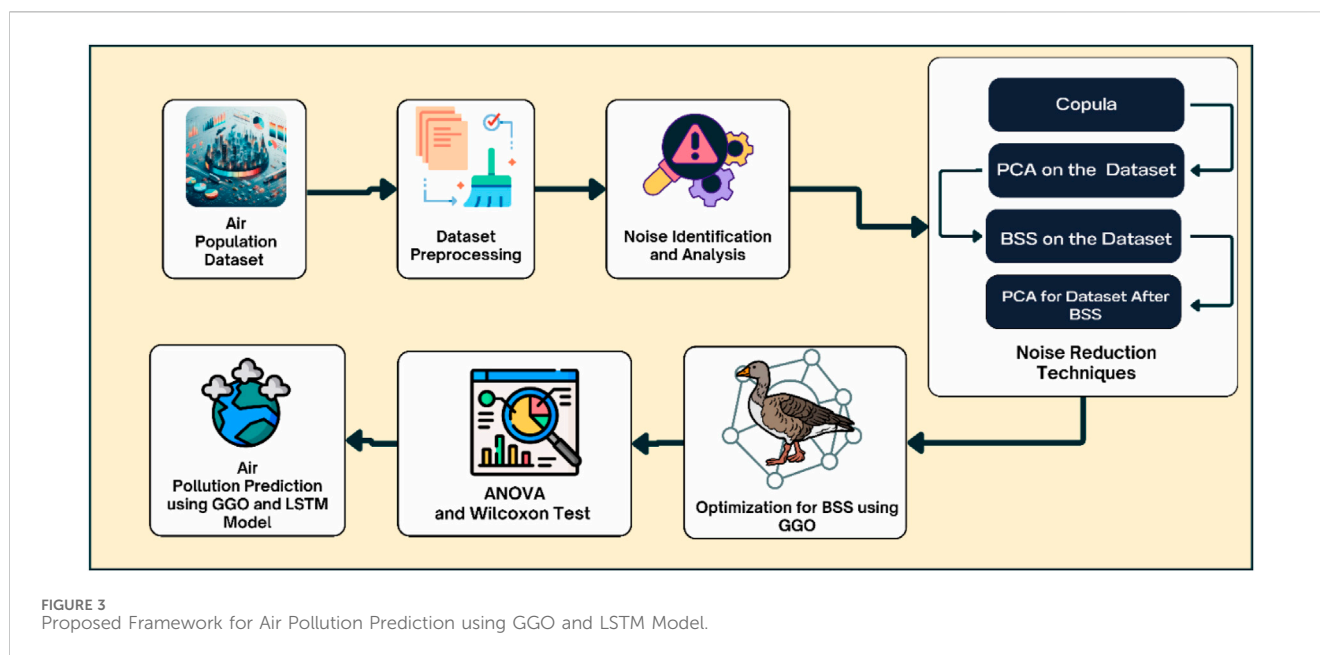 Air
Population
Dataset
Dataset
Preprocessing
Noise Identification
and Analysis
Copula
PCA on the Dataset
BSS on the Dataset
PCA for Dataset After
BSS
Noise Reduction
Techniques
Optimization for BSS using
GGO
ANOVA
and Wilcoxon Test
Air
Pollution Prediction
using GGO and LSTM
Model
FIGURE 3
Proposed Framework for Air Pollution Prediction using GGO and LSTM Model.